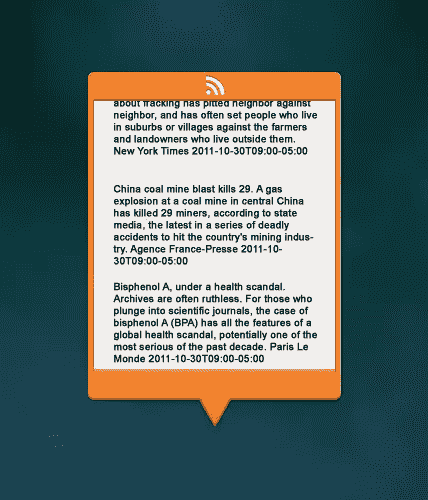 about fracking has pitted neighbor against
neighbor, and has often set people who live
in suburbs or villages against the farmers
and landowners who live outside them.
New York Times 2011-10-30T09:00-05:00
China coal mine blast kills 29. A gas
explosion at a coal mine in central China
has killed 29 miners, according to state
media, the latest in a series of deadly
accidents to hit the country's mining indus-
try. Agence France-Presse 2011-10-
30T09:00-05:00
Bisphenol A, under a health scandal.
Archives are often ruthless. For those who
plunge into scientific journals, the case of
bisphenol A (BPA) has all the features of a
global health scandal, potentially one of the
most serious of the past decade. Paris Le
Monde 2011-10-30T09:00-05:00